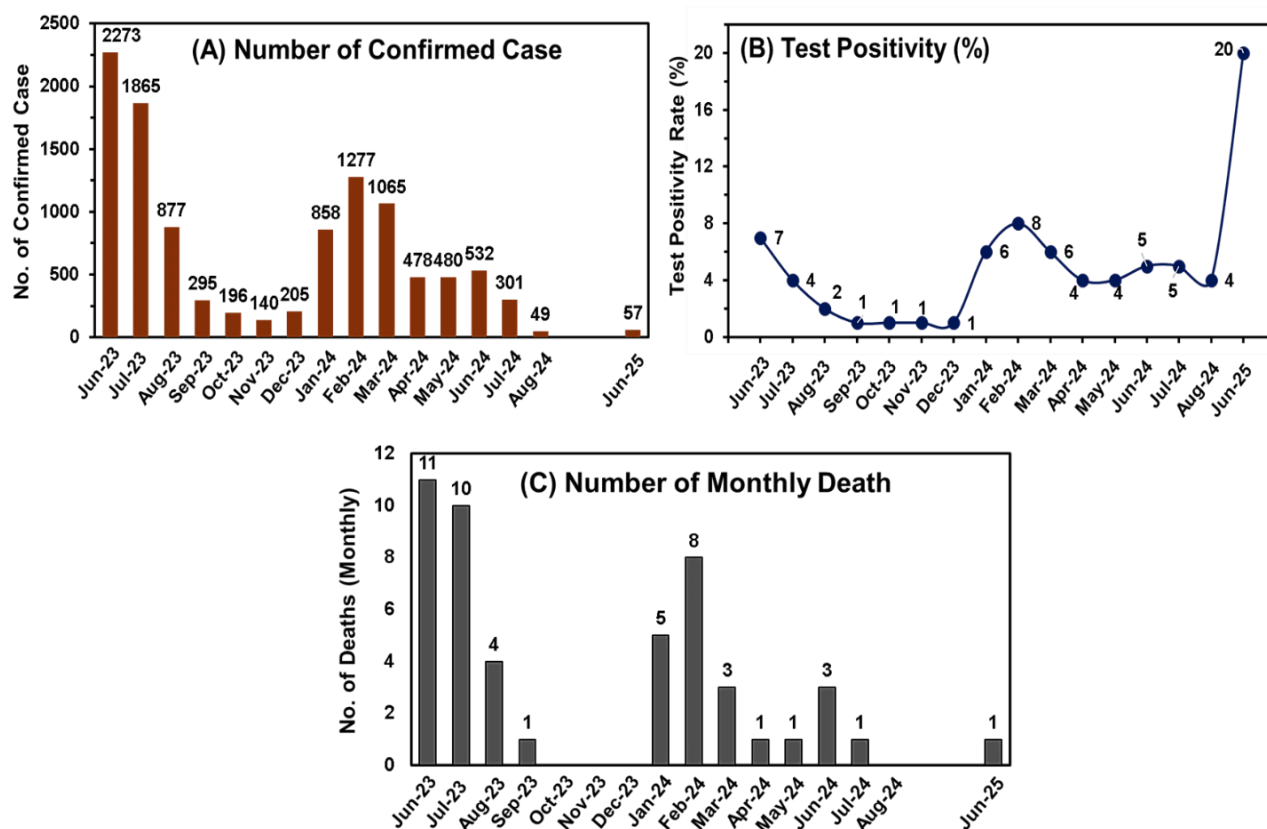 (A) Number of Confirmed Case
No. of Confirmed Case
2500
2000
1500
1000
500
0
2273
1865
877
295
196
140
205
858
1277
1065
478
480
532
301
49
57
Jun-23
Jul-23
Aug-23
Sep-23
Oct-23
Nov-23
Dec-23
Jan-24
Feb-24
Mar-24
Apr-24
May-24
Jun-24
Jul-24
Aug-24
Jun-25
(B) Test Positivity (%)
Test Positivity Rate (%)
20
16
12
8
4
0
7
4
2
1
1
1
1
6
8
6
4
4
5
5
4
20
Jun-23
Jul-23
Aug-23
Sep-23
Oct-23
Nov-23
Dec-23
Jan-24
Feb-24
Mar-24
Apr-24
May-24
Jun-24
Jul-24
Aug-24
Jun-25
(C) Number of Monthly Death
No. of Deaths (Monthly)
12
10
8
6
4
2
0
11
10
4
1
5
8
3
1
1
3
1
1
Jun-23
Jul-23
Aug-23
Sep-23
Oct-23
Nov-23
Dec-23
Jan-24
Feb-24
Mar-24
Apr-24
May-24
Jun-24
Jul-24
Aug-24
Jun-25